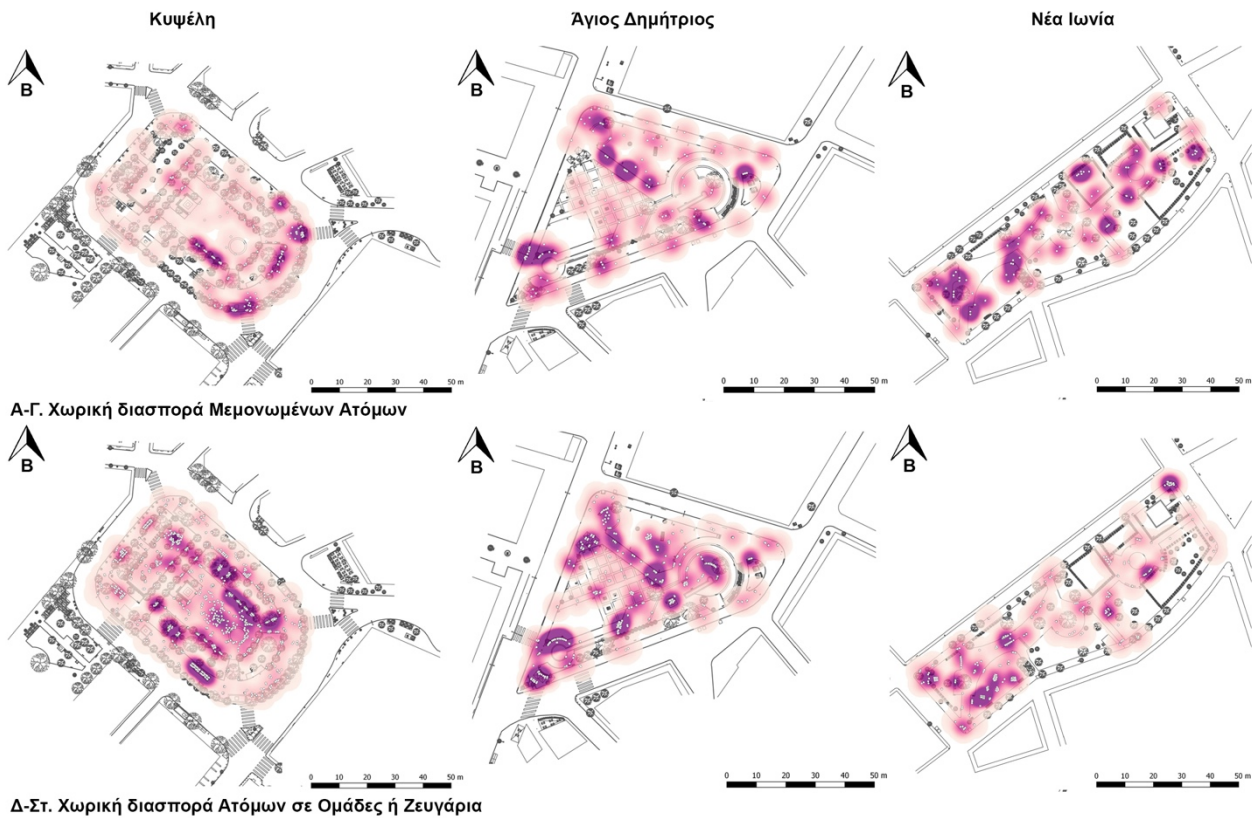 Κυψέλη Άγιος Δημήτριος Νέα Ιωνία
Β Β Β
0 10 20 30 40 50 m 0 10 20 30 40 50 m 0 10 20 30 40 50 m
Α-Γ. Χωρική διασπορά Μεμονωμένων Ατόμων
Β Β Β
0 10 20 30 40 50 m 0 10 20 30 40 50 m 0 10 20 30 40 50 m
Δ-Στ. Χωρική διασπορά Ατόμων σε Ομάδες ή Ζευγάρια